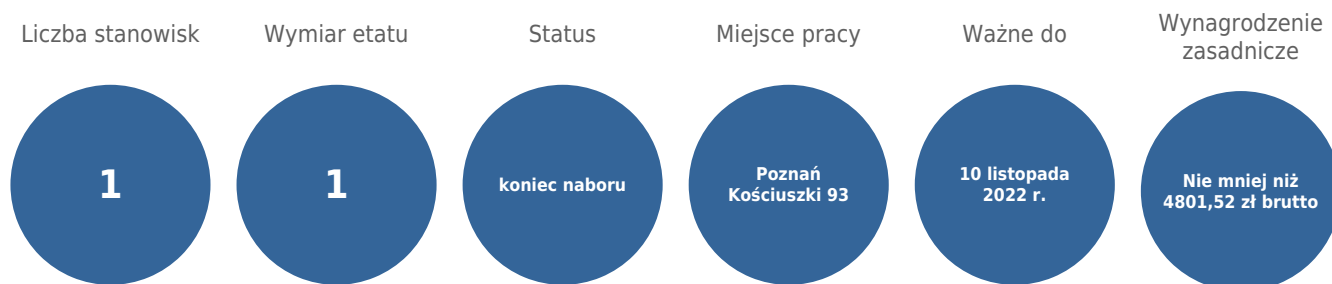 Liczba stanowisk
Wymiar etatu
Status
Miejsce pracy
Ważne do
Wynagrodzenie
zasadnicze
1
1
koniec naboru
Poznań
Kościuszki 93
10 listopada
2022 r.
Nie mniej niż
4801,52 zł brutto